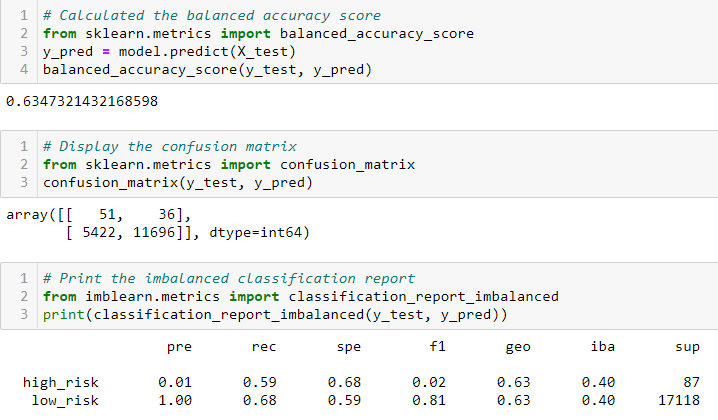 1 # Calculated the balanced accuracy score
2 from sklearn.metrics import balanced_accuracy_score
3 y_pred = model.predict(X_test)
4 balanced_accuracy_score(y_test, y_pred)
0.6347321432168598
1 # Display the confusion matrix
2 from sklearn.metrics import confusion_matrix
3 confusion_matrix(y_test, y_pred)
array([[   51,    36],
       [ 5422, 11696]], dtype=int64)
1 # Print the imbalanced classification report
2 from imblearn.metrics import classification_report_imbalanced
3 print(classification_report_imbalanced(y_test, y_pred))
pre rec spe f1 geo iba sup
high_risk 0.01 0.59 0.68 0.02 0.63 0.40 87
low_risk 1.00 0.68 0.59 0.81 0.63 0.40 17118